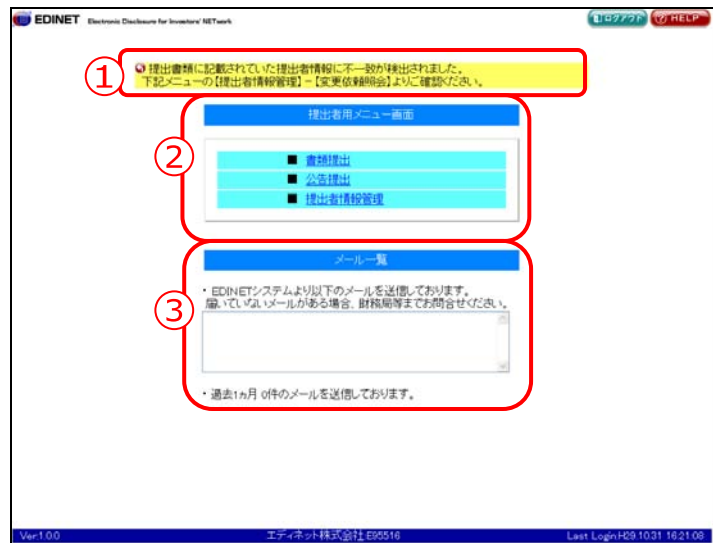 EDINET Electronic Disclosure for Investors' NETwork
ログアウト HELP
①
提出書類に記載されていた提出者情報に不一致が検出されました。
下記メニューの【提出者情報管理】－【変更依頼照会】よりご確認ください。
②
提出者用メニュー画面
■ 書類提出
■ 公告提出
■ 提出者情報管理
③
メール一覧
・EDINETシステムより以下のメールを送信しております。
届いていないメールがある場合、財務局等までお問合せください。
・過去1ヵ月 0件のメールを送信しております。
Ver.1.0.0 エディネット株式会社 E95516 Last Login:H29.10.31 16:21:08